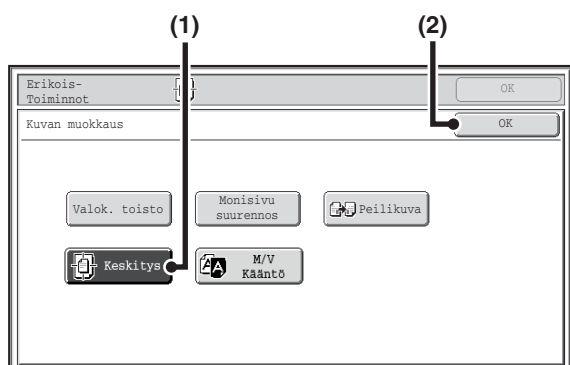 (1) (2)
Erikois-
Toiminnot
OK
Kuvan muokkaus OK
Valok. toisto
Monisivu
suurennos
Peilikuva
Keskitys
M/V
Kääntö